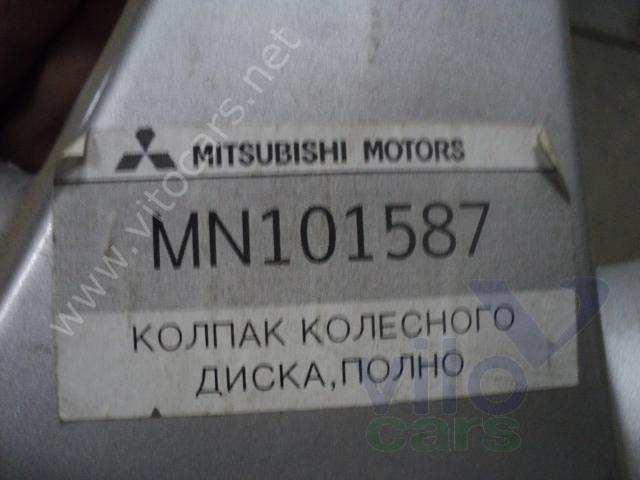 MITSUBISHI MOTORS
MN101587
КОЛПАК КОЛЕСНОГО
ДИСКА,ПОЛНО
www.vitocars.net
vito
cars